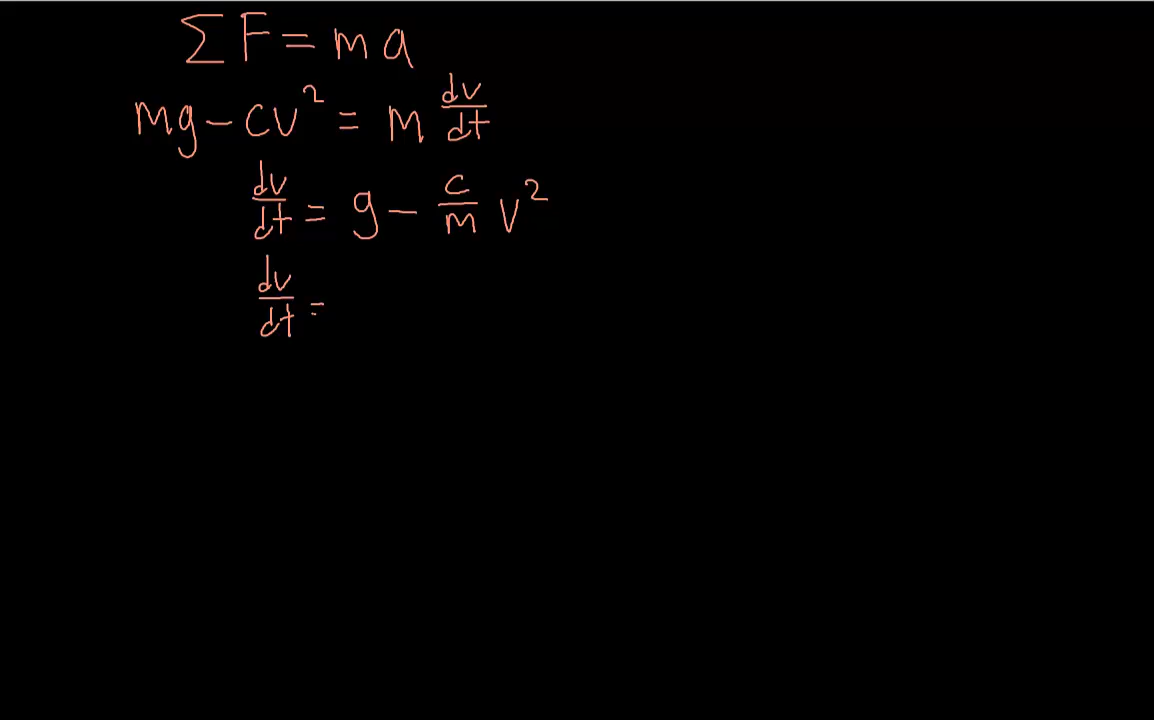 ΣF = ma
mg - cv² = m dv/dt
dv/dt = g - c/m v²
dv/dt =